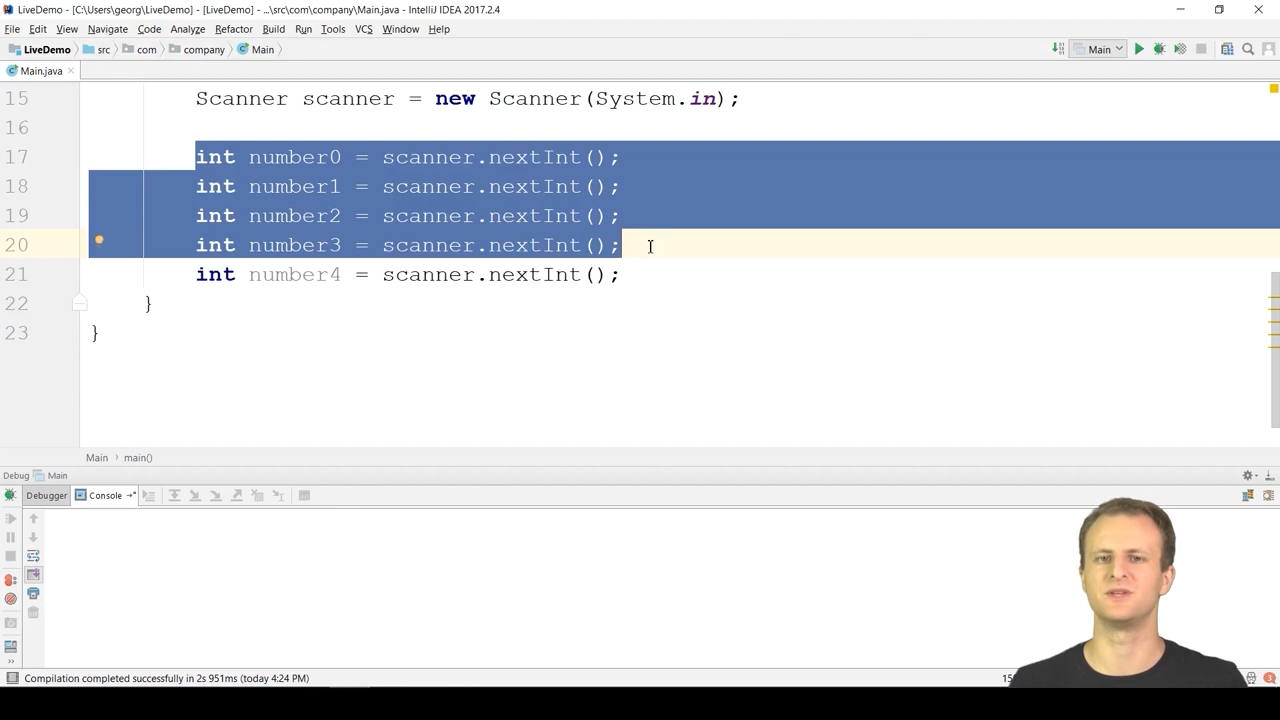 LiveDemo - [C:\Users\georg\LiveDemo] - [LiveDemo] - ...\src\com\company\Main.java - IntelliJ IDEA 2017.2.4
File Edit View Navigate Code Analyze Refactor Build Run Tools VCS Window Help
LiveDemo src com company Main Main
Main.java
15 Scanner scanner = new Scanner(System.in);
16
17 int number0 = scanner.nextInt();
18 int number1 = scanner.nextInt();
19 int number2 = scanner.nextInt();
20 int number3 = scanner.nextInt();
21 int number4 = scanner.nextInt();
22 }
23 }
Main main()
Debug Main
Debugger Console
Compilation completed successfully in 2s 951ms (today 4:24 PM)